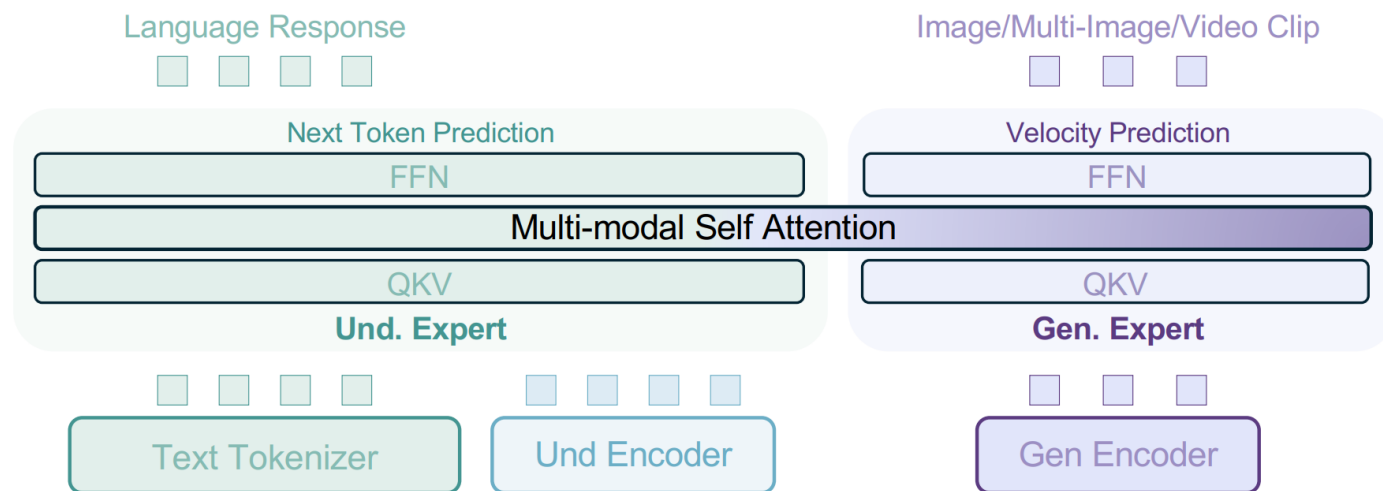 Language Response
Image/Multi-Image/Video Clip
Next Token Prediction
Velocity Prediction
FFN
FFN
Multi-modal Self Attention
QKV
QKV
Und. Expert
Gen. Expert
Text Tokenizer
Und Encoder
Gen Encoder